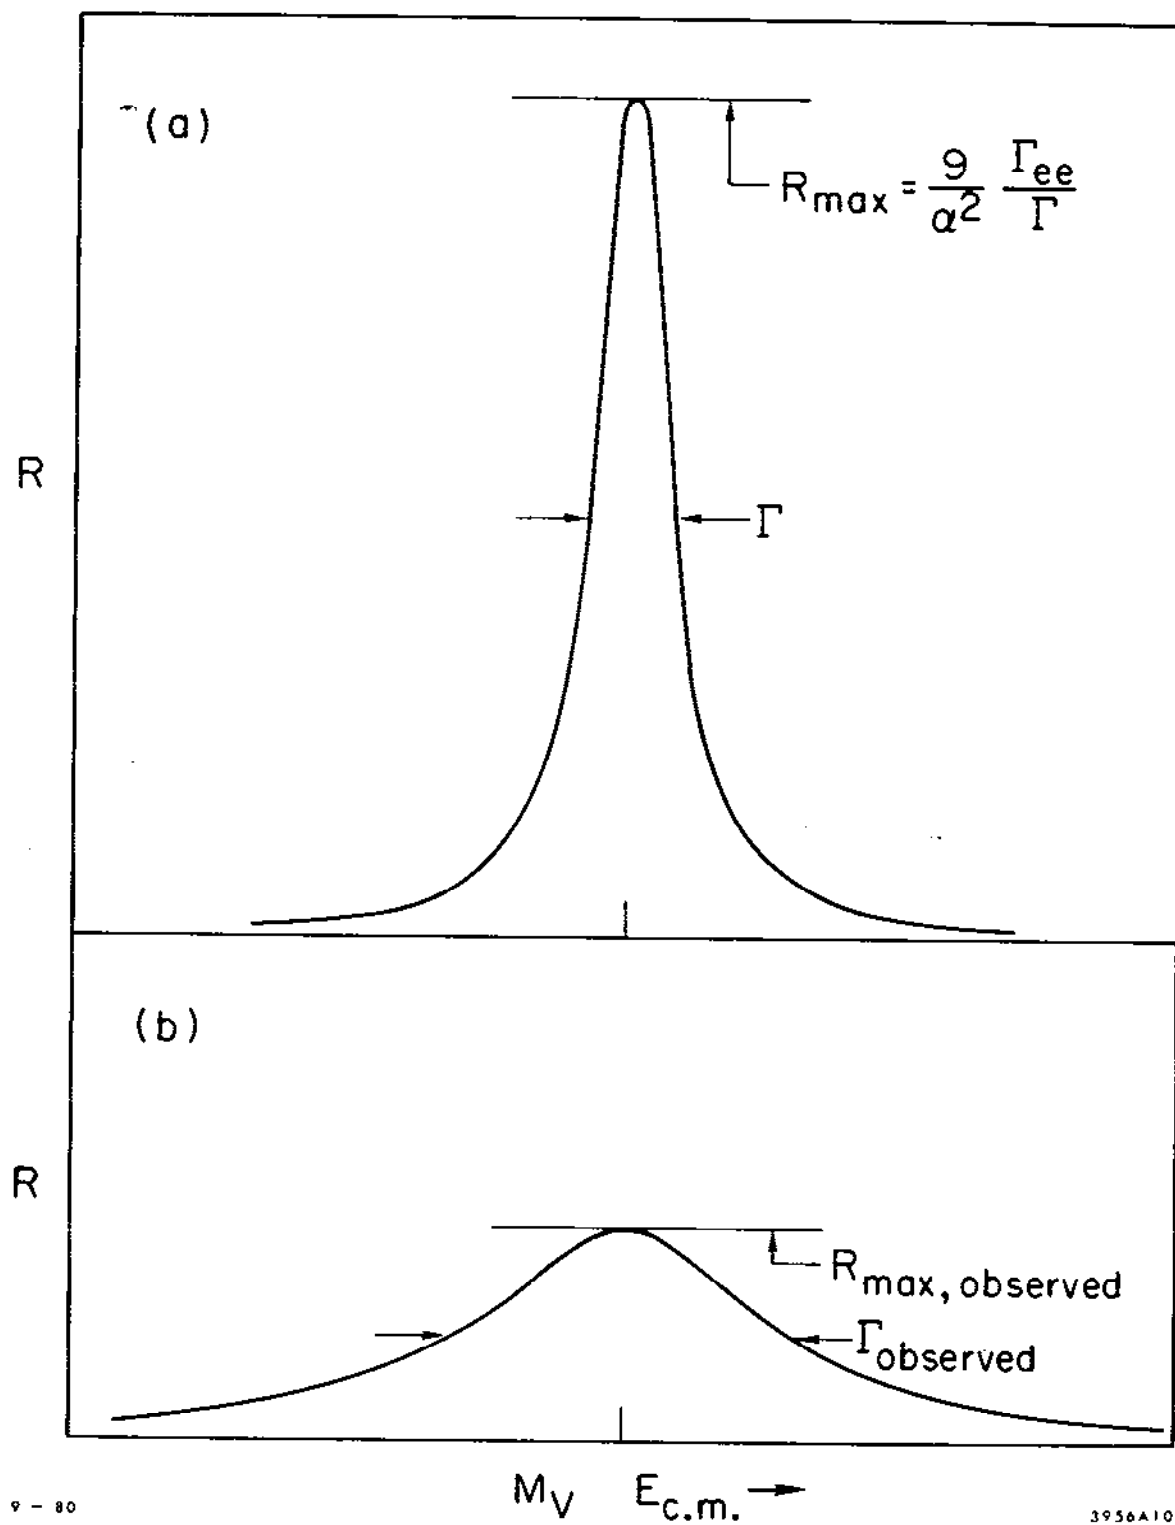 (a)
R_max = 9/α² Γ_ee/Γ
R
Γ
(b)
R
R_max, observed
Γ_observed
M_V E_c.m. →
9 - 80
3956A10